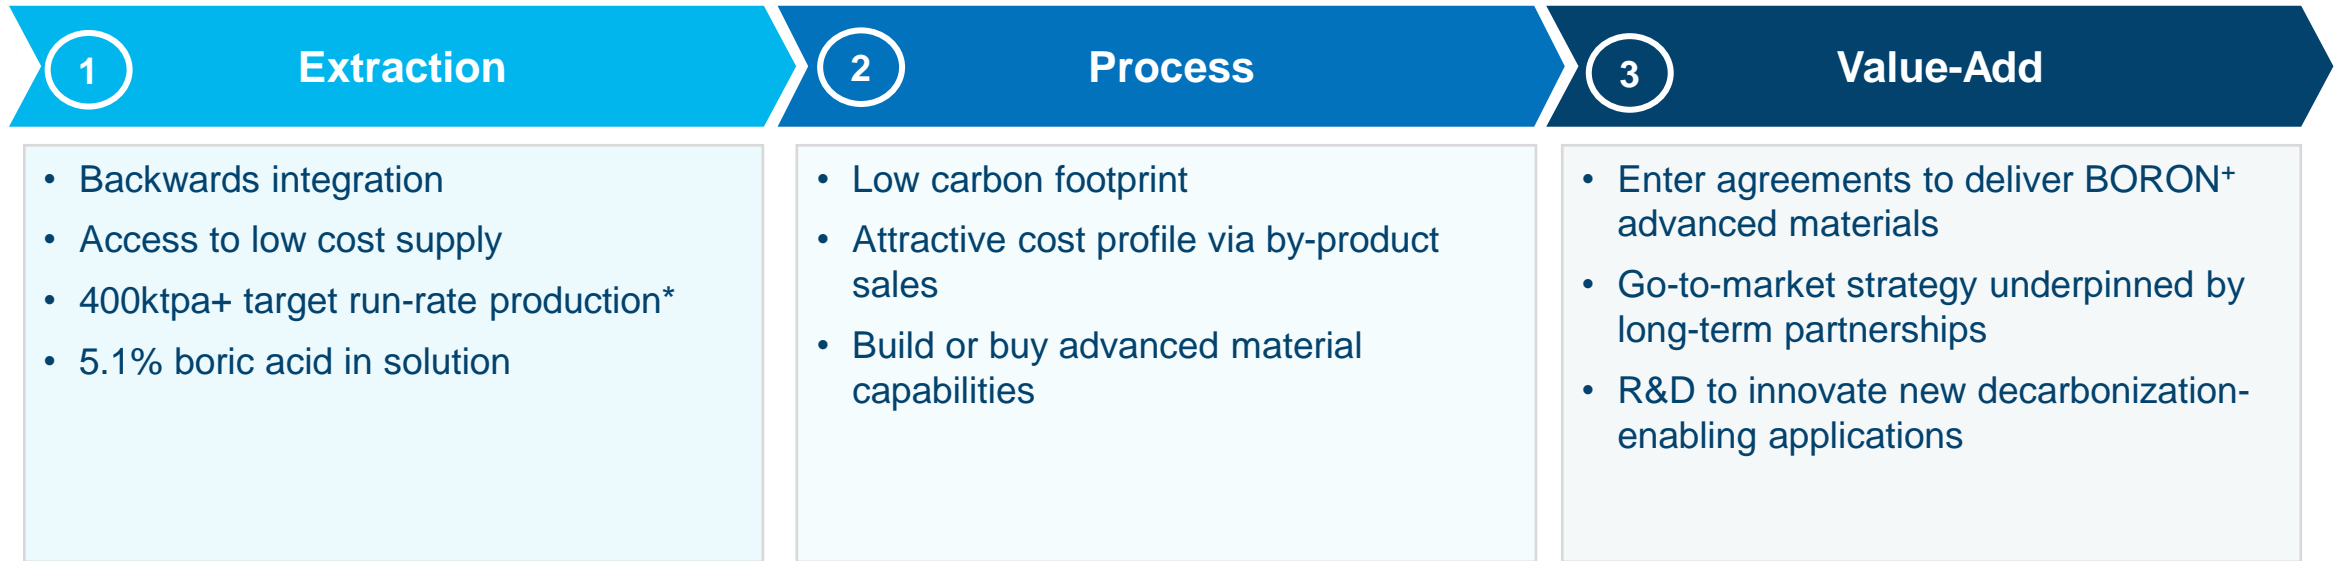 1
Extraction
• Backwards integration
• Access to low cost supply
• 400ktpa+ target run-rate production*
• 5.1% boric acid in solution
2
Process
• Low carbon footprint
• Attractive cost profile via by-product
sales
• Build or buy advanced material
capabilities
3
Value-Add
• Enter agreements to deliver BORON⁺
advanced materials
• Go-to-market strategy underpinned by
long-term partnerships
• R&D to innovate new decarbonization-
enabling applications